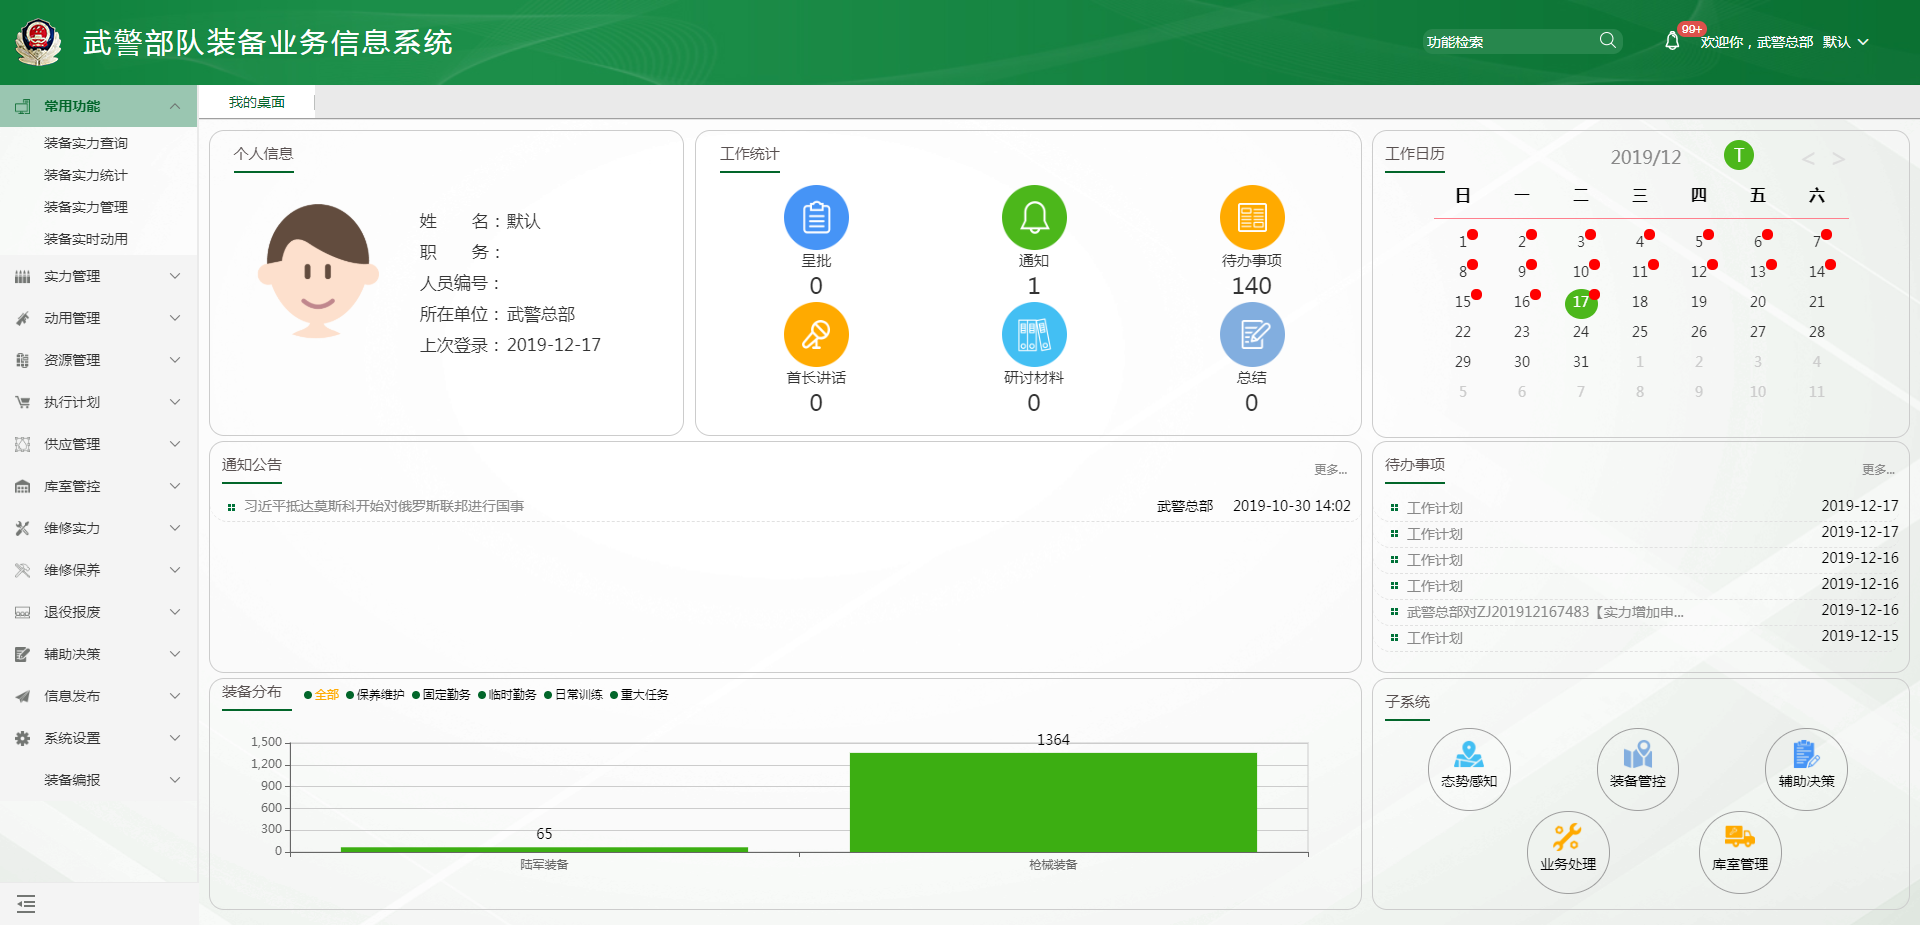 武警部队装备业务信息系统
功能检索
99+
欢迎你，武警总部 默认
常用功能
装备实力查询
装备实力统计
装备实力管理
装备实时动用
实力管理
动用管理
资源管理
执行计划
供应管理
库室管控
维修实力
维修保养
退役报废
辅助决策
信息发布
系统设置
装备编报
我的桌面
个人信息
姓 名：默认
职 务：
人员编号：
所在单位：武警总部
上次登录：2019-12-17
工作统计
呈批
0
通知
1
待办事项
140
首长讲话
0
研讨材料
0
总结
0
工作日历
2019/12
T
< >
日 一 二 三 四 五 六
1 2 3 4 5 6 7
8 9 10 11 12 13 14
15 16 17 18 19 20 21
22 23 24 25 26 27 28
29 30 31 1 2 3 4
5 6 7 8 9 10 11
通知公告
更多...
习近平抵达莫斯科开始对俄罗斯联邦进行国事 武警总部 2019-10-30 14:02
待办事项
更多...
工作计划 2019-12-17
工作计划 2019-12-17
工作计划 2019-12-16
工作计划 2019-12-16
武警总部对ZJ201912167483【实力增加申... 2019-12-16
工作计划 2019-12-15
装备分布
全部 保养维护 固定勤务 临时勤务 日常训练 重大任务
1,500
1,200
900
600
300
0
65
1364
陆军装备
枪械装备
子系统
态势感知
装备管控
辅助决策
业务处理
库室管理